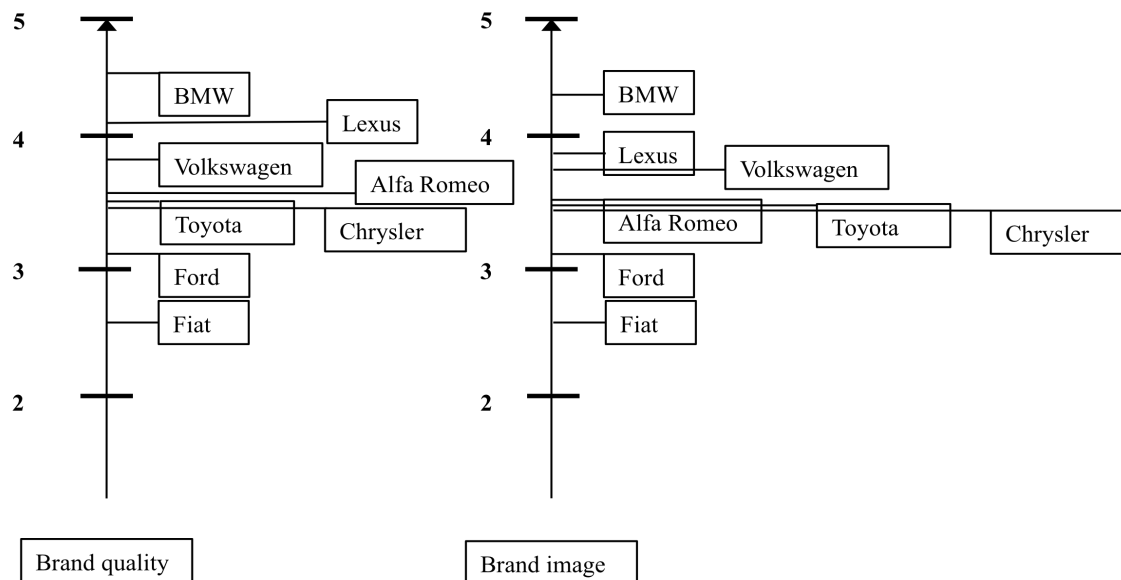 5
BMW
Lexus
4
Volkswagen
Alfa Romeo
Toyota
Chrysler
3
Ford
Fiat
2
Brand quality
5
BMW
4
Lexus
Volkswagen
Alfa Romeo
Toyota
Chrysler
3
Ford
Fiat
2
Brand image